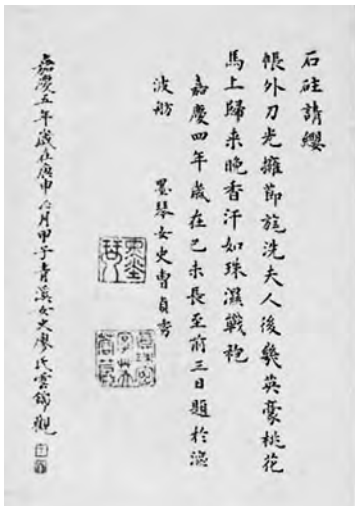 石砫請纓
帳外刀光擁節旄洗夫人後幾英豪桃花
馬上歸来晚香汗如珠濕戰袍
嘉慶四年歲在己未長至前三日題於漚
波舫 墨琴女史曹貞秀
嘉慶五年歲在庚申六月甲子青溪女史廖氏雲錦觀